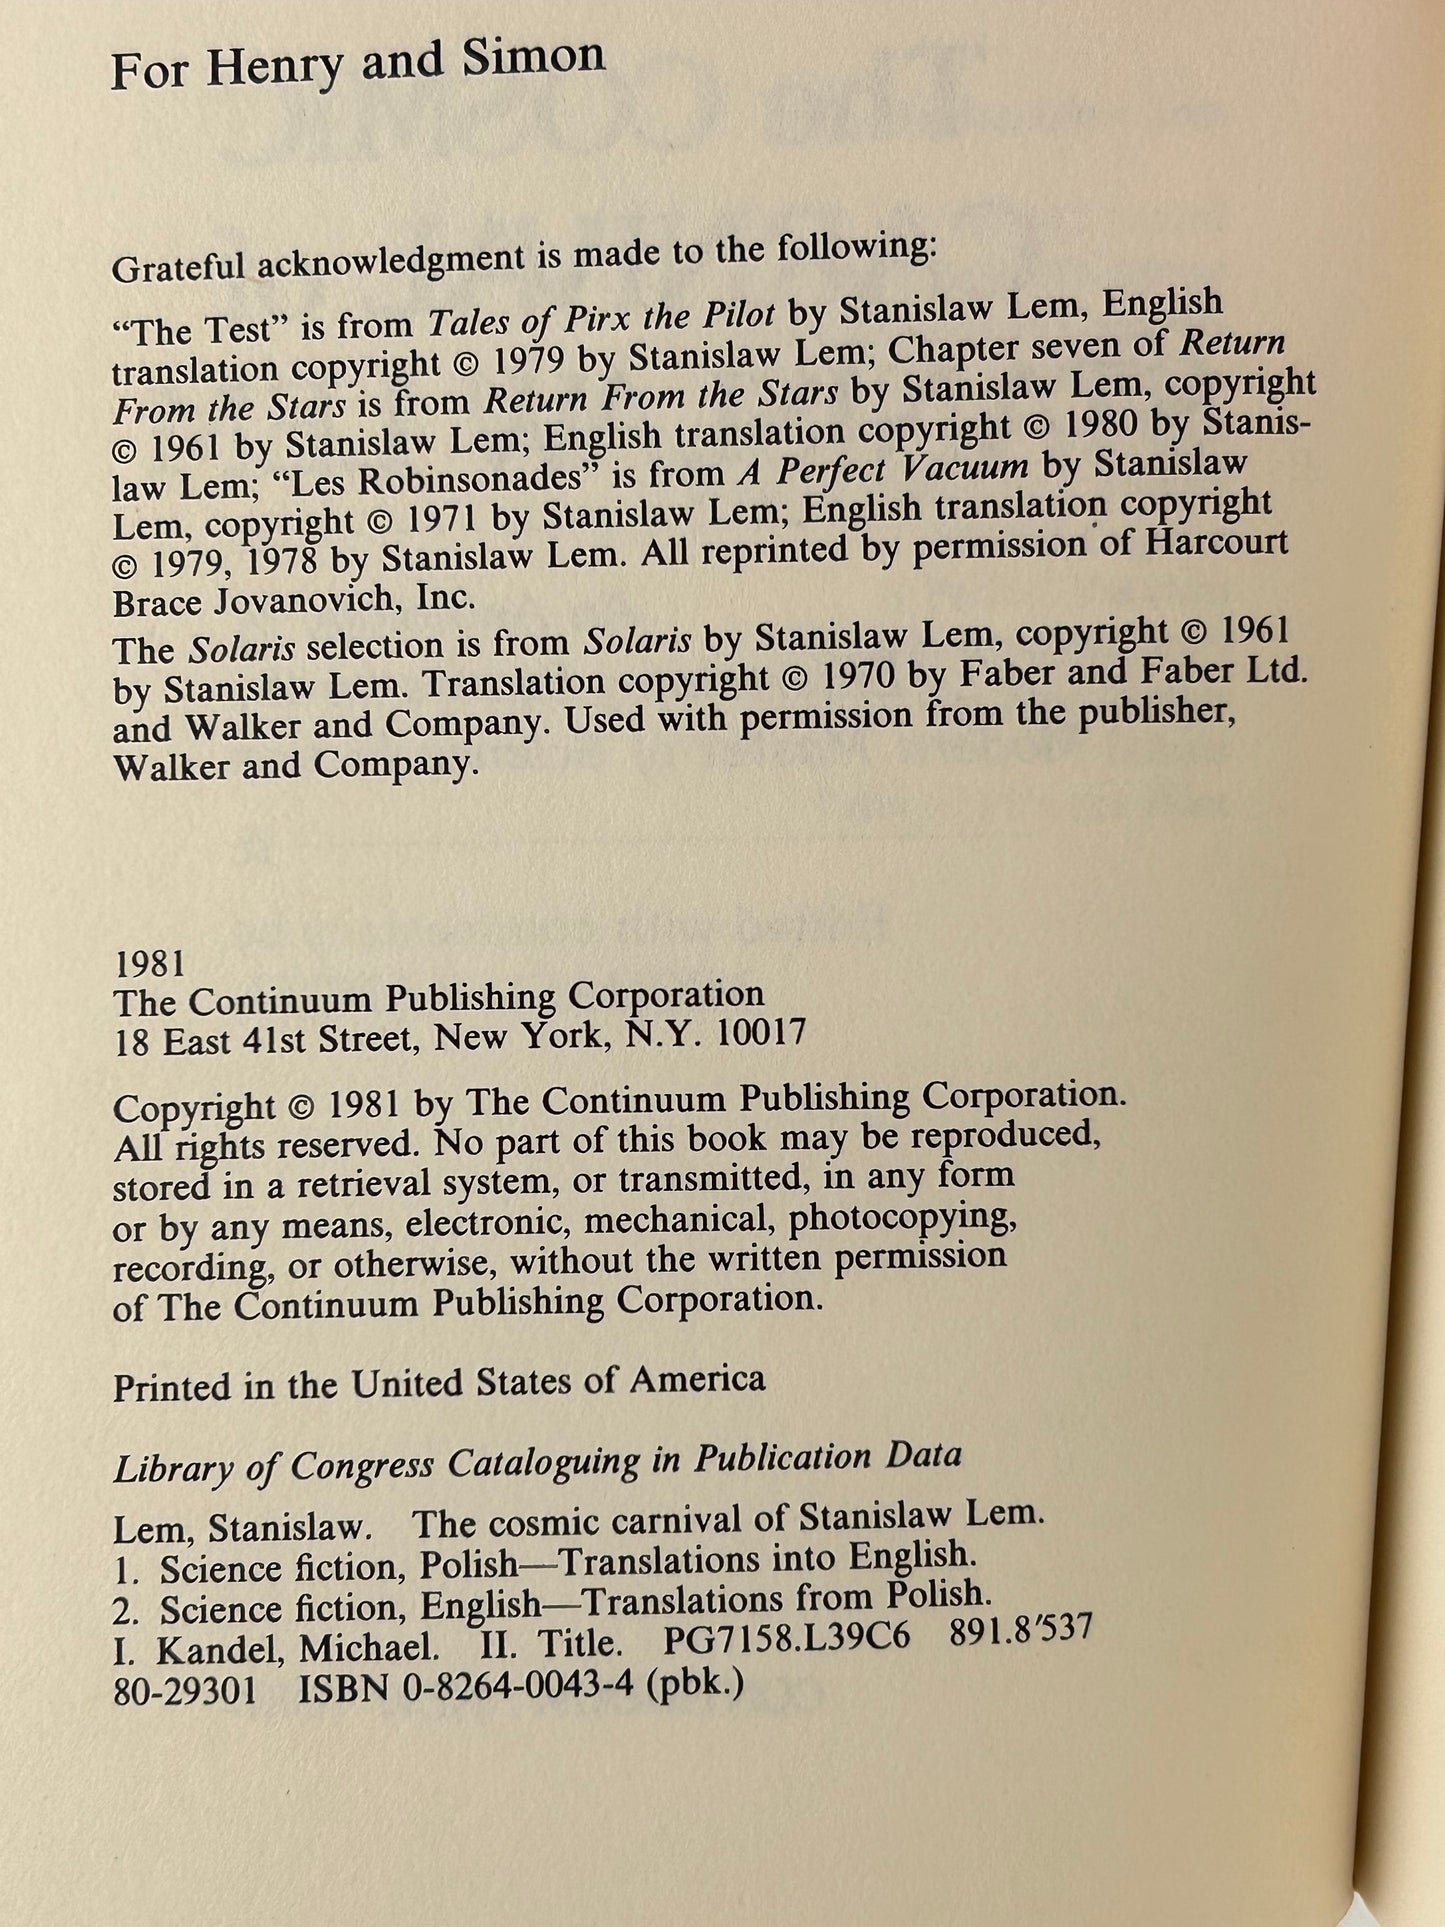 For Henry and Simon
Grateful acknowledgment is made to the following:
“The Test” is from Tales of Pirx the Pilot by Stanislaw Lem, English
translation copyright © 1979 by Stanislaw Lem; Chapter seven of Return
From the Stars is from Return From the Stars by Stanislaw Lem, copyright
© 1961 by Stanislaw Lem; English translation copyright © 1980 by Stanis-
law Lem; “Les Robinsonades” is from A Perfect Vacuum by Stanislaw
Lem, copyright © 1971 by Stanislaw Lem; English translation copyright
© 1979, 1978 by Stanislaw Lem. All reprinted by permission of Harcourt
Brace Jovanovich, Inc.
The Solaris selection is from Solaris by Stanislaw Lem, copyright © 1961
by Stanislaw Lem. Translation copyright © 1970 by Faber and Faber Ltd.
and Walker and Company. Used with permission from the publisher,
Walker and Company.
1981
The Continuum Publishing Corporation
18 East 41st Street, New York, N.Y. 10017
Copyright © 1981 by The Continuum Publishing Corporation.
All rights reserved. No part of this book may be reproduced,
stored in a retrieval system, or transmitted, in any form
or by any means, electronic, mechanical, photocopying,
recording, or otherwise, without the written permission
of The Continuum Publishing Corporation.
Printed in the United States of America
Library of Congress Cataloguing in Publication Data
Lem, Stanislaw. The cosmic carnival of Stanislaw Lem.
1. Science fiction, Polish—Translations into English.
2. Science fiction, English—Translations from Polish.
I. Kandel, Michael. II. Title. PG7158.L39C6 891.8′537
80-29301 ISBN 0-8264-0043-4 (pbk.)